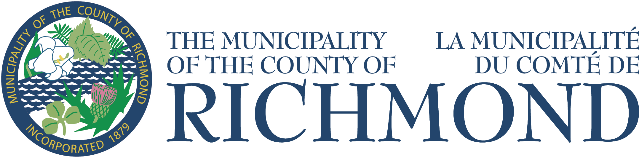 MUNICIPALITY OF THE COUNTY OF RICHMOND
INCORPORATED 1879
THE MUNICIPALITY
OF THE COUNTY OF
LA MUNICIPALITÉ
DU COMTÉ DE
RICHMOND